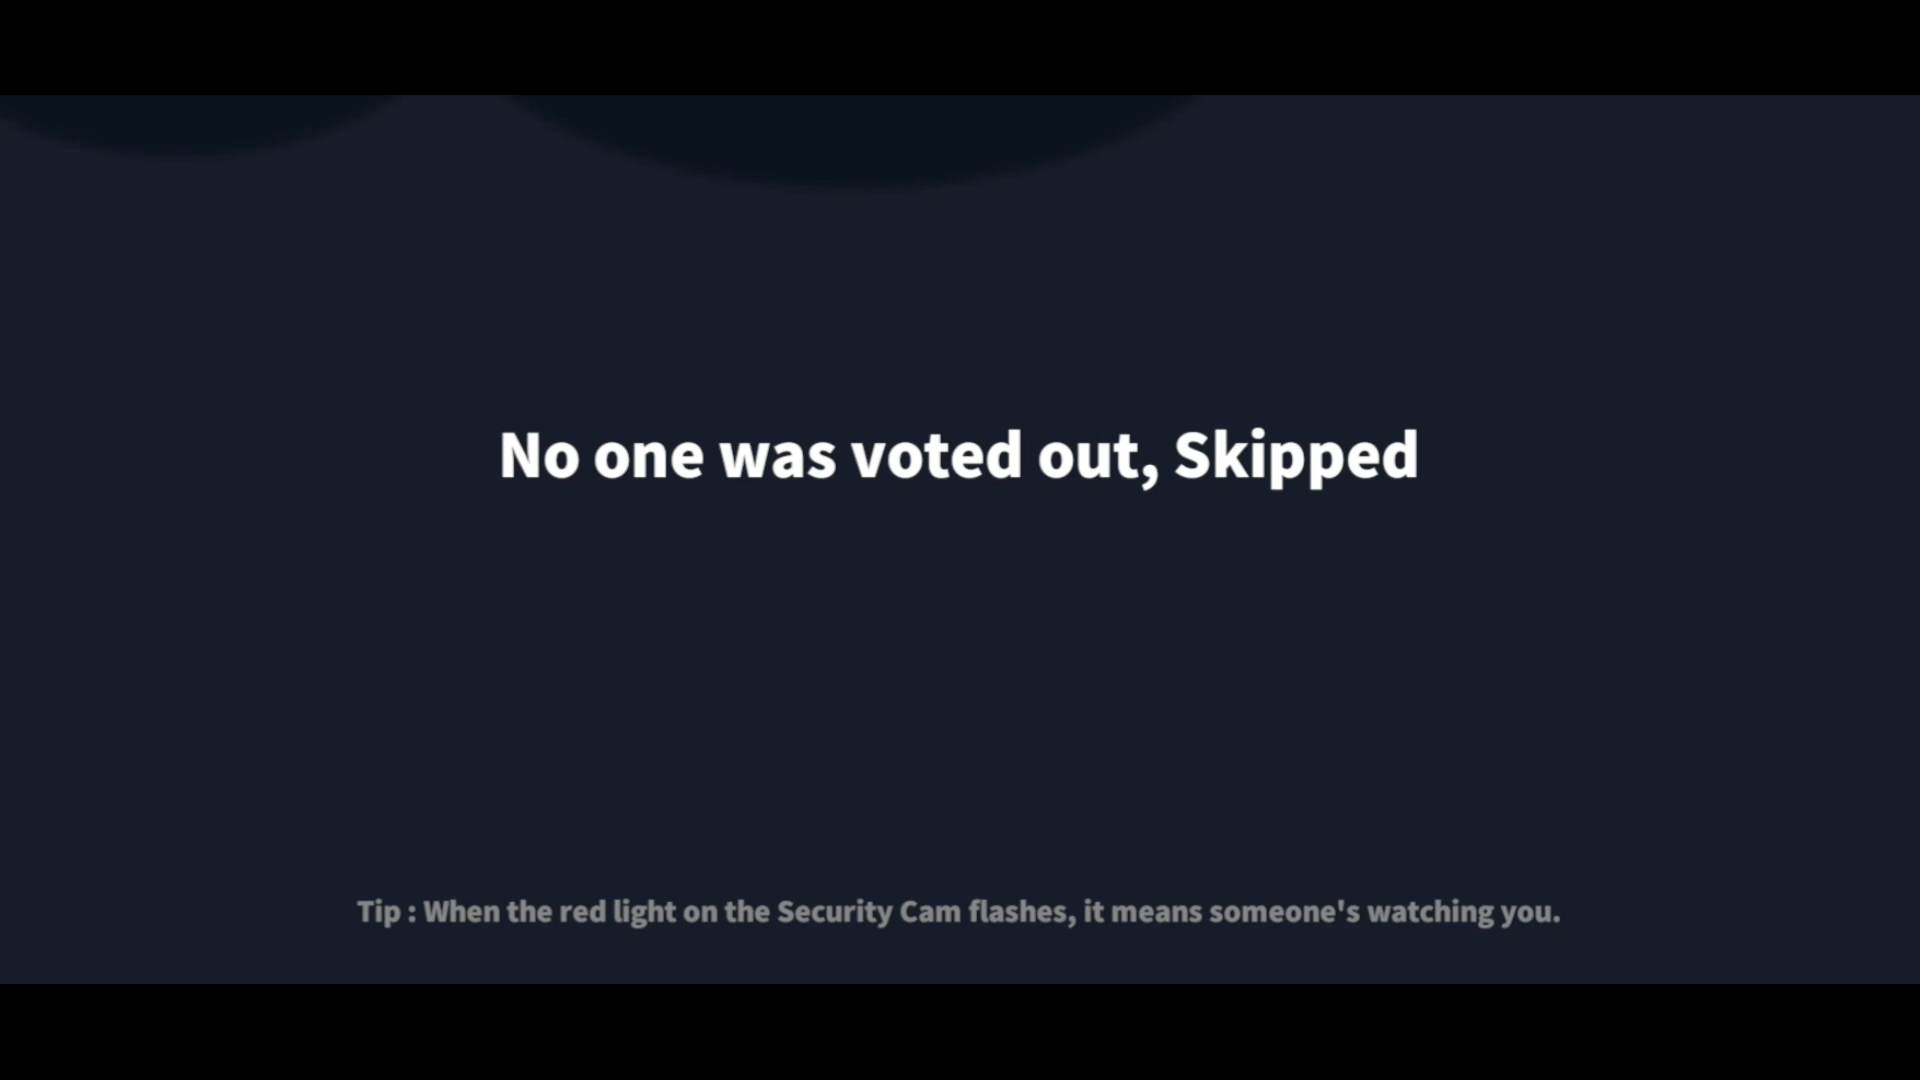 No one was voted out, Skipped
Tip : When the red light on the Security Cam flashes, it means someone's watching you.